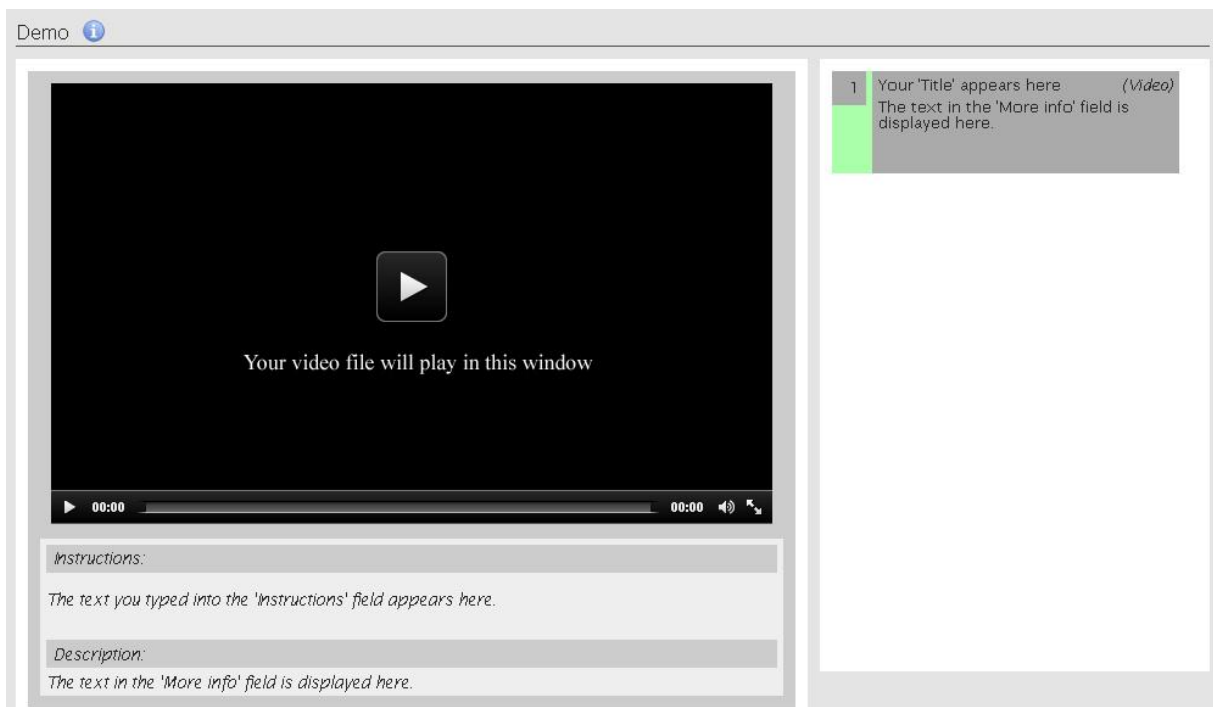 Demo
Your video file will play in this window
00:00 00:00
Instructions:
The text you typed into the 'Instructions' field appears here.
Description:
The text in the 'More info' field is displayed here.
1 Your 'Title' appears here (Video)
The text in the 'More info' field is
displayed here.